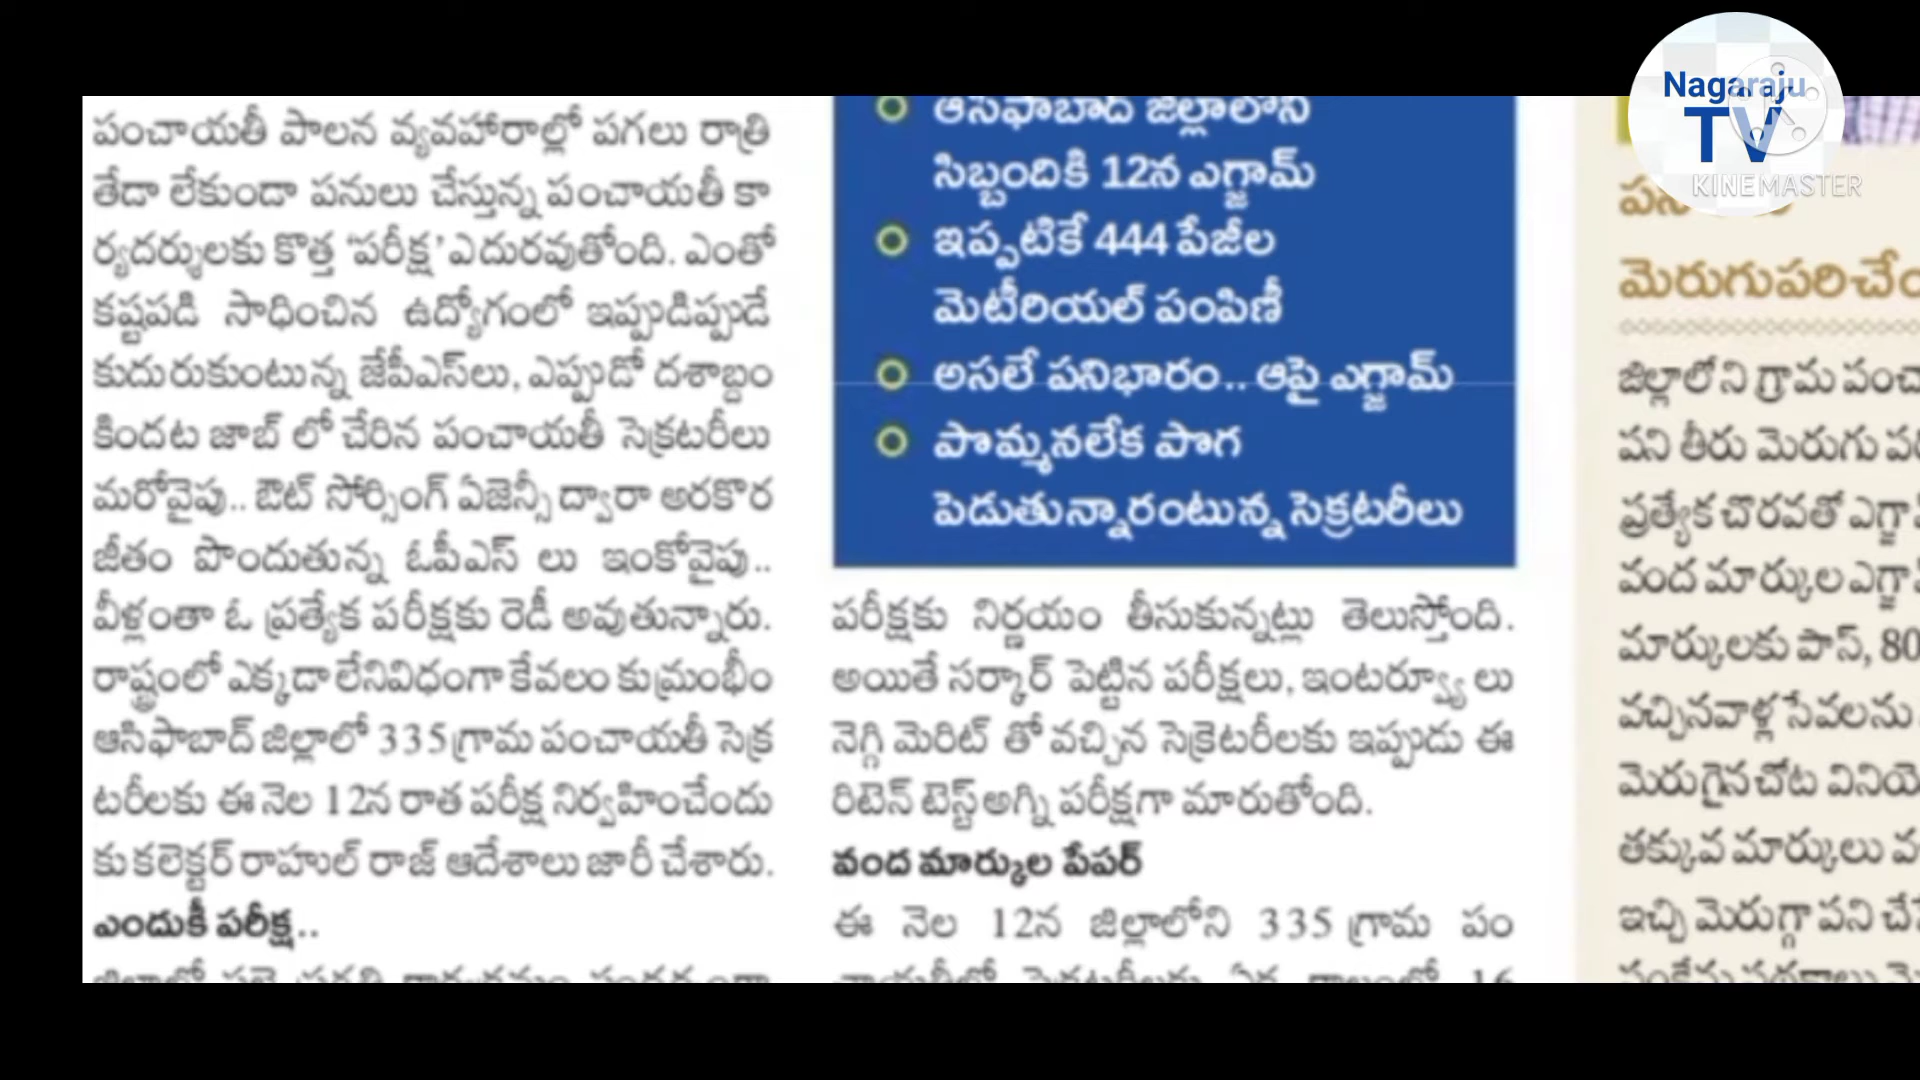 పంచాయతీ పాలన వ్యవహారాల్లో పగలు రాత్రి
తేడా లేకుండా పనులు చేస్తున్న పంచాయతీ కా
ర్యదర్శులకు కొత్త ‘పరీక్ష’ ఎదురవుతోంది. ఎంతో
కష్టపడి సాధించిన ఉద్యోగంలో ఇప్పుడిప్పుడే
కుదురుకుంటున్న జేపీఎస్‌లు, ఎప్పుడో దశాబ్దం
కిందట జాబ్ లో చేరిన పంచాయతీ సెక్రటరీలు
మరోవైపు.. ఔట్ సోర్సింగ్ ఏజెన్సీ ద్వారా అరకొర
జీతం పొందుతున్న ఓపీఎస్ లు ఇంకోవైపు..
వీళ్లంతా ఓ ప్రత్యేక పరీక్షకు రెడీ అవుతున్నారు.
రాష్ట్రంలో ఎక్కడా లేనివిధంగా కేవలం కుమ్రంభీం
ఆసిఫాబాద్ జిల్లాలో 335 గ్రామ పంచాయతీ సెక్ర
టరీలకు ఈ నెల 12న రాత పరీక్ష నిర్వహించేందు
కు కలెక్టర్ రాహుల్ రాజ్ ఆదేశాలు జారీ చేశారు.
ఎందుకీ పరీక్ష..
ఆసిఫాబాద్ జిల్లాలోని
సిబ్బందికి 12న ఎగ్జామ్
ఇప్పటికే 444 పేజీల
మెటీరియల్ పంపిణీ
అసలే పనిభారం.. ఆపై ఎగ్జామ్
పొమ్మనలేక పొగ
పెడుతున్నారంటున్న సెక్రటరీలు
పరీక్షకు నిర్ణయం తీసుకున్నట్లు తెలుస్తోంది.
అయితే సర్కార్ పెట్టిన పరీక్షలు, ఇంటర్వ్యూ లు
నెగ్గి మెరిట్ తో వచ్చిన సెక్రెటరీలకు ఇప్పుడు ఈ
రిటెన్ టెస్ట్ అగ్ని పరీక్షగా మారుతోంది.
వంద మార్కుల పేపర్
ఈ నెల 12న జిల్లాలోని 335 గ్రామ పం
Nagaraju
TV
KINEMASTER
మెరుగుపరిచేం
జిల్లాలోని గ్రామ పంచా
పని తీరు మెరుగు పర
ప్రత్యేక చొరవతో
వంద మార్కుల
మార్కులకు పాస్, 80
వచ్చినవాళ్ల సేవలను
మెరుగైన చోట
తక్కువ మార్కులు
ఇచ్చి మెరుగ్గా పని